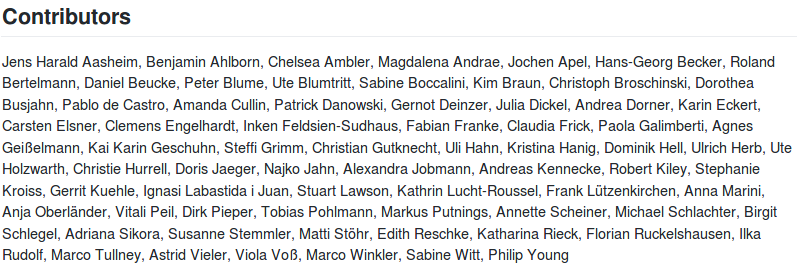 Contributors
Jens Harald Aasheim, Benjamin Ahlborn, Chelsea Ambler, Magdalena Andrae, Jochen Apel, Hans-Georg Becker, Roland
Bertelmann, Daniel Beucke, Peter Blume, Ute Blumtritt, Sabine Boccalini, Kim Braun, Christoph Broschinski, Dorothea
Busjahn, Pablo de Castro, Amanda Cullin, Patrick Danowski, Gernot Deinzer, Julia Dickel, Andrea Dorner, Karin Eckert,
Carsten Elsner, Clemens Engelhardt, Inken Feldsien-Sudhaus, Fabian Franke, Claudia Frick, Paola Galimberti, Agnes
Geißelmann, Kai Karin Geschuhn, Steffi Grimm, Christian Gutknecht, Uli Hahn, Kristina Hanig, Dominik Hell, Ulrich Herb, Ute
Holzwarth, Christie Hurrell, Doris Jaeger, Najko Jahn, Alexandra Jobmann, Andreas Kennecke, Robert Kiley, Stephanie
Kroiss, Gerrit Kuehle, Ignasi Labastida i Juan, Stuart Lawson, Kathrin Lucht-Roussel, Frank Lützenkirchen, Anna Marini,
Anja Oberländer, Vitali Peil, Dirk Pieper, Tobias Pohlmann, Markus Putnings, Annette Scheiner, Michael Schlachter, Birgit
Schlegel, Adriana Sikora, Susanne Stemmler, Matti Stöhr, Edith Reschke, Katharina Rieck, Florian Ruckelshausen, Ilka
Rudolf, Marco Tullney, Astrid Vieler, Viola Voß, Marco Winkler, Sabine Witt, Philip Young